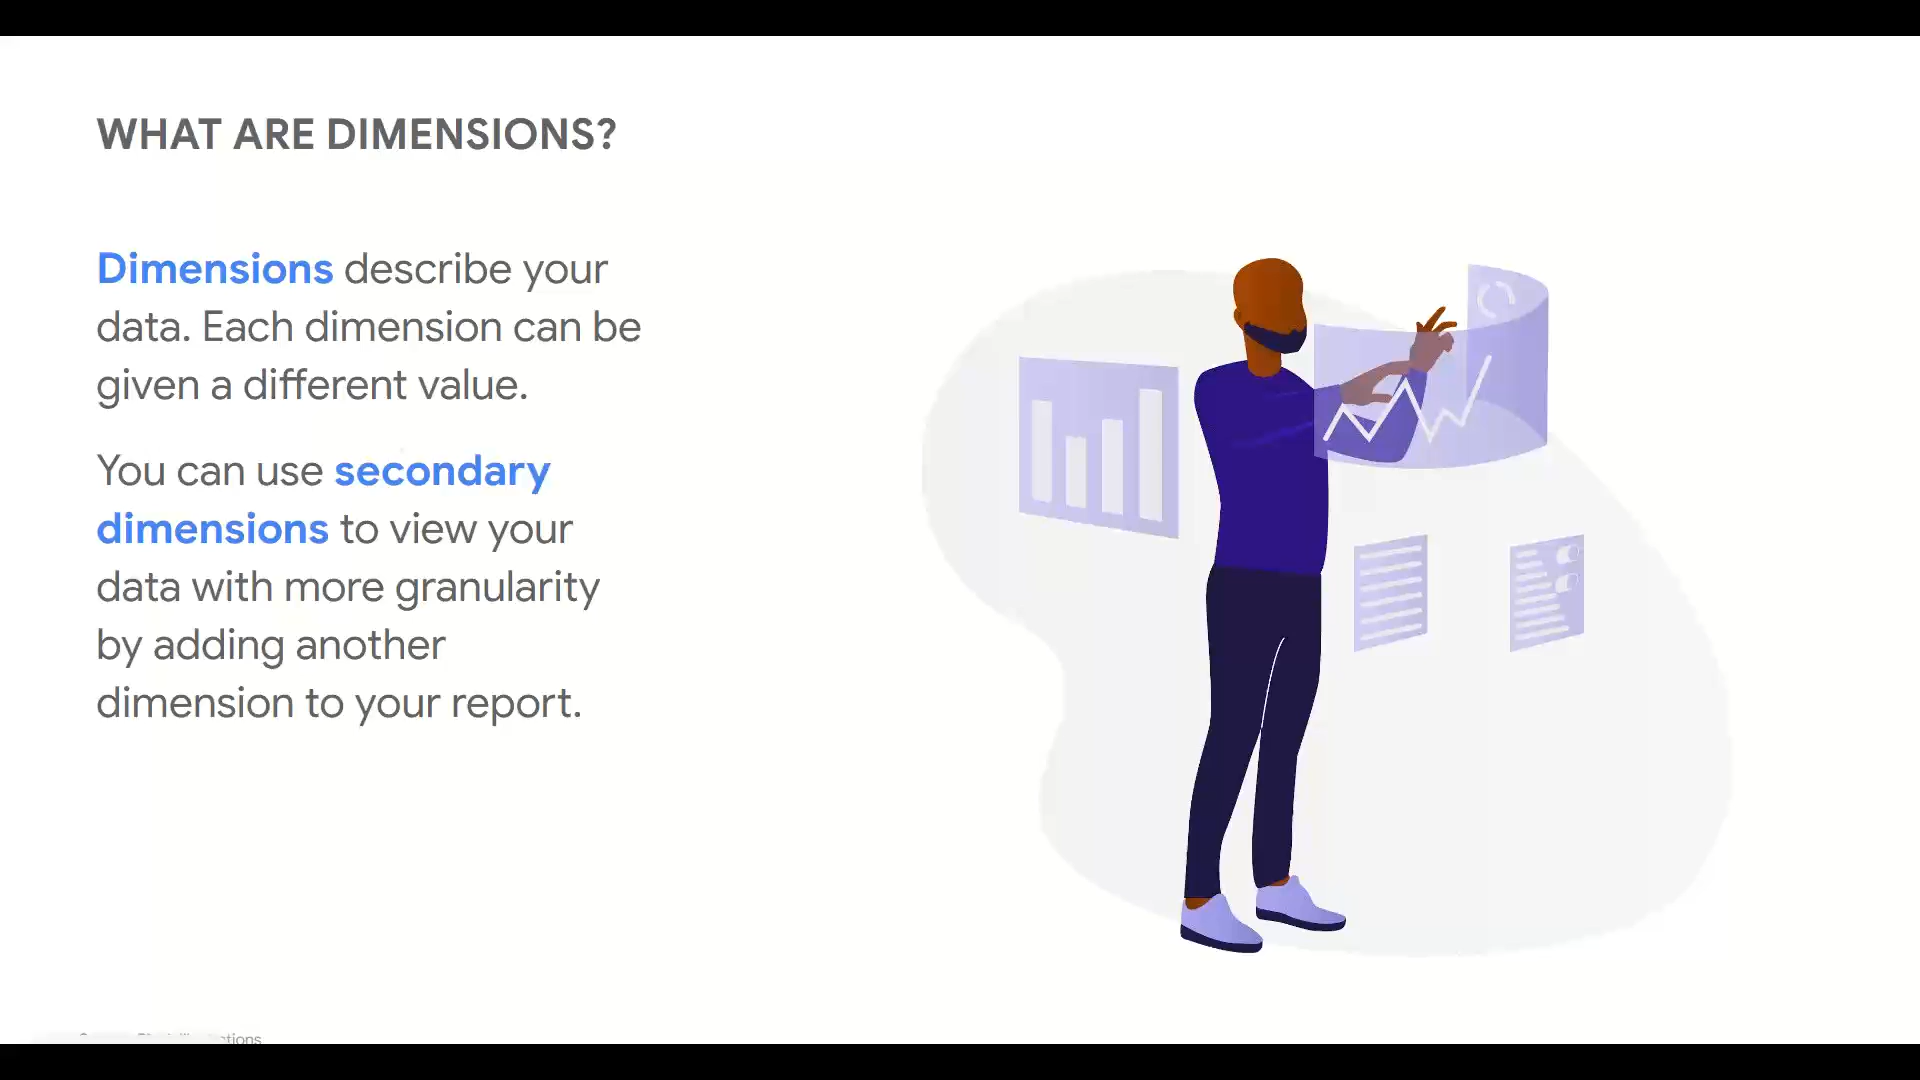 WHAT ARE DIMENSIONS?
Dimensions describe your
data. Each dimension can be
given a different value.
You can use secondary
dimensions to view your
data with more granularity
by adding another
dimension to your report.